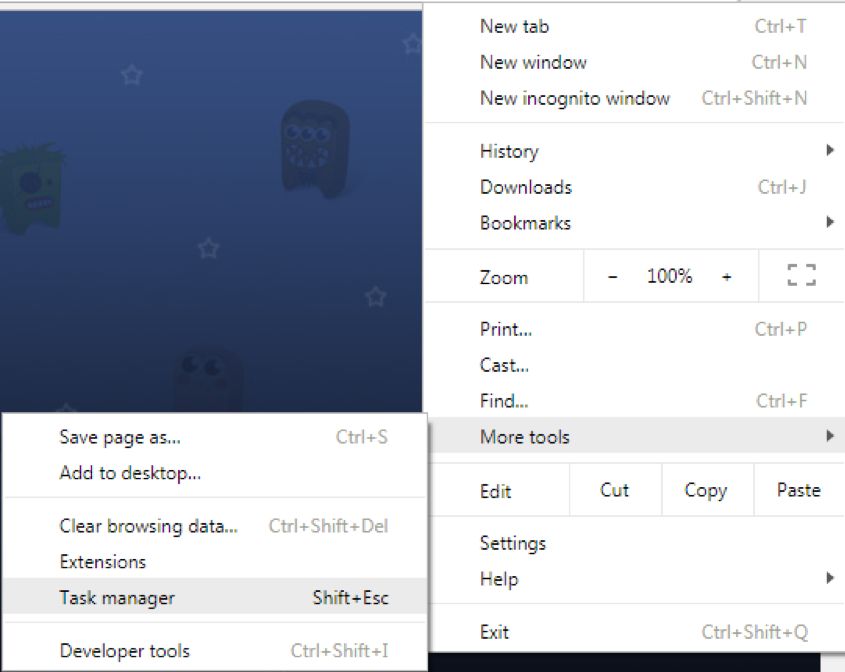 New tab Ctrl+T
New window Ctrl+N
New incognito window Ctrl+Shift+N
History
Downloads Ctrl+J
Bookmarks
Zoom - 100% +
Print... Ctrl+P
Cast...
Find... Ctrl+F
More tools
Edit Cut Copy Paste
Settings
Help
Exit Ctrl+Shift+Q
Save page as... Ctrl+S
Add to desktop...
Clear browsing data... Ctrl+Shift+Del
Extensions
Task manager Shift+Esc
Developer tools Ctrl+Shift+I